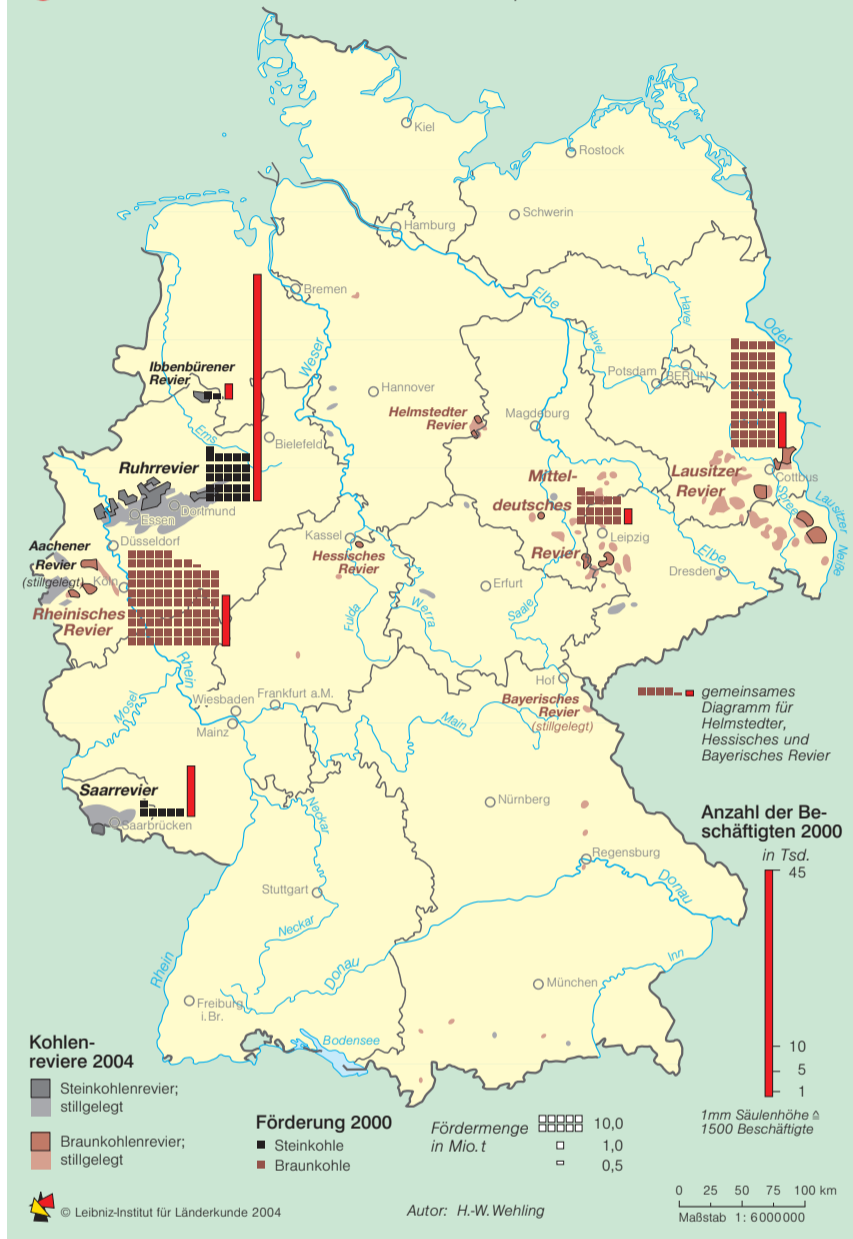 Kiel
Rostock
Schwerin
Hamburg
Bremen
Elbe
Havel
Oder
Weser
Havel
Ibbenbürener
Revier
Hannover
Potsdam
BERLIN
Helmstedter
Revier
Magdeburg
Ems
Bielefeld
Ruhrrevier
Mittel-
deutsches
Revier
Lausitzer
Revier
Cottbus
Spree
Lausitzer
Neiße
Essen
Dortmund
Düsseldorf
Aachener
Revier
(stillgelegt)
Köln
Kassel
Hessisches
Revier
Leipzig
Elbe
Dresden
Erfurt
Rheinisches
Revier
Fulda
Werra
Saale
Rhein
Mosel
Wiesbaden
Frankfurt a.M.
Mainz
Main
Hof
Bayerisches
Revier
(stillgelegt)
gemeinsames
Diagramm für
Helmstedter,
Hessisches und
Bayerisches Revier
Saarrevier
Saarbrücken
Neckar
Nürnberg
Regensburg
Donau
Stuttgart
Neckar
Donau
Inn
München
Rhein
Freiburg
i.Br.
Bodensee
Anzahl der Be-
schäftigten 2000
in Tsd.
45
10
5
1
1mm Säulenhöhe ≙
1500 Beschäftigte
Kohlen-
reviere 2004
Steinkohlenrevier;
stillgelegt
Braunkohlenrevier;
stillgelegt
Förderung 2000
Steinkohle
Braunkohle
Fördermenge
in Mio. t
10,0
1,0
0,5
© Leibniz-Institut für Länderkunde 2004
Autor: H.-W. Wehling
0 25 50 75 100 km
Maßstab 1: 6000000